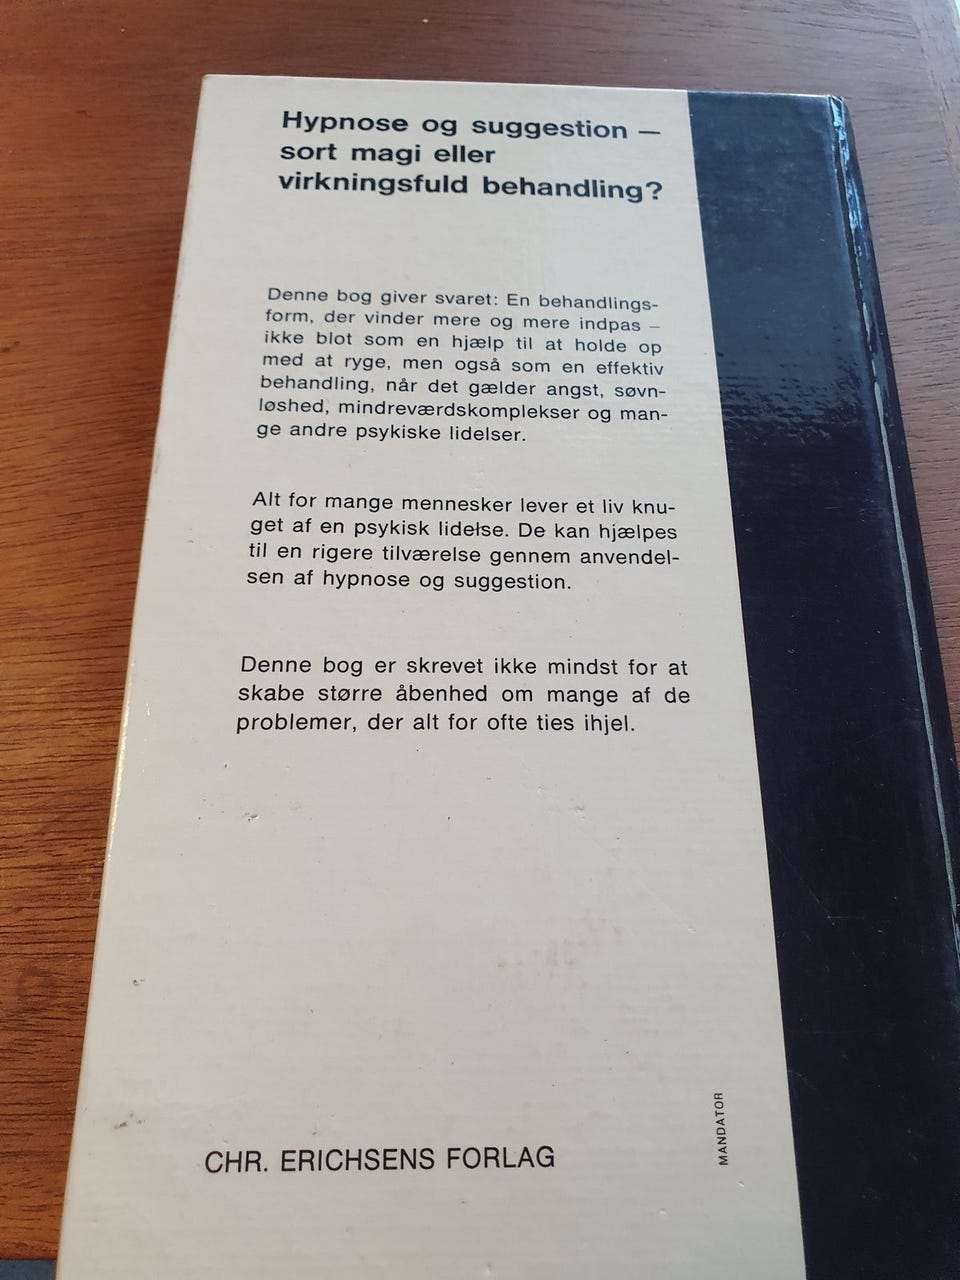 Hypnose og suggestion –
sort magi eller
virkningsfuld behandling?
Denne bog giver svaret: En behandlings-
form, der vinder mere og mere indpas –
ikke blot som en hjælp til at holde op
med at ryge, men også som en effektiv
behandling, når det gælder angst, søvn-
løshed, mindreværdskomplekser og man-
ge andre psykiske lidelser.
Alt for mange mennesker lever et liv knu-
get af en psykisk lidelse. De kan hjælpes
til en rigere tilværelse gennem anvendel-
sen af hypnose og suggestion.
Denne bog er skrevet ikke mindst for at
skabe større åbenhed om mange af de
problemer, der alt for ofte ties ihjel.
CHR. ERICHSENS FORLAG
MANDATOR